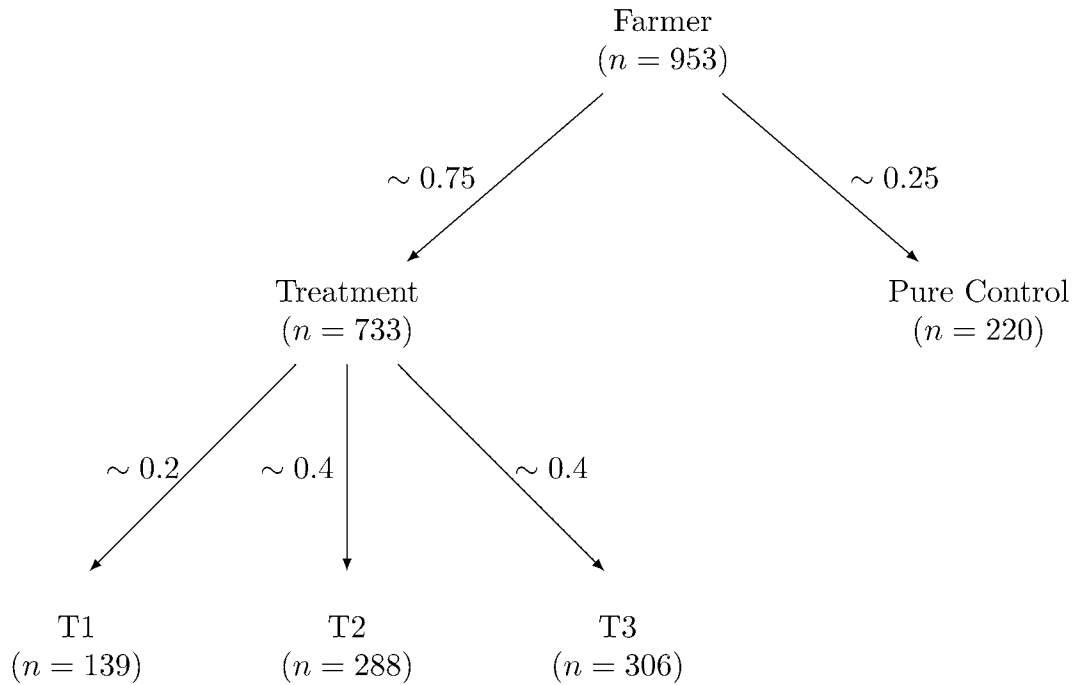 Farmer
(n = 953)
∼ 0.75
∼ 0.25
Treatment
(n = 733)
Pure Control
(n = 220)
∼ 0.2
∼ 0.4
∼ 0.4
T1
(n = 139)
T2
(n = 288)
T3
(n = 306)